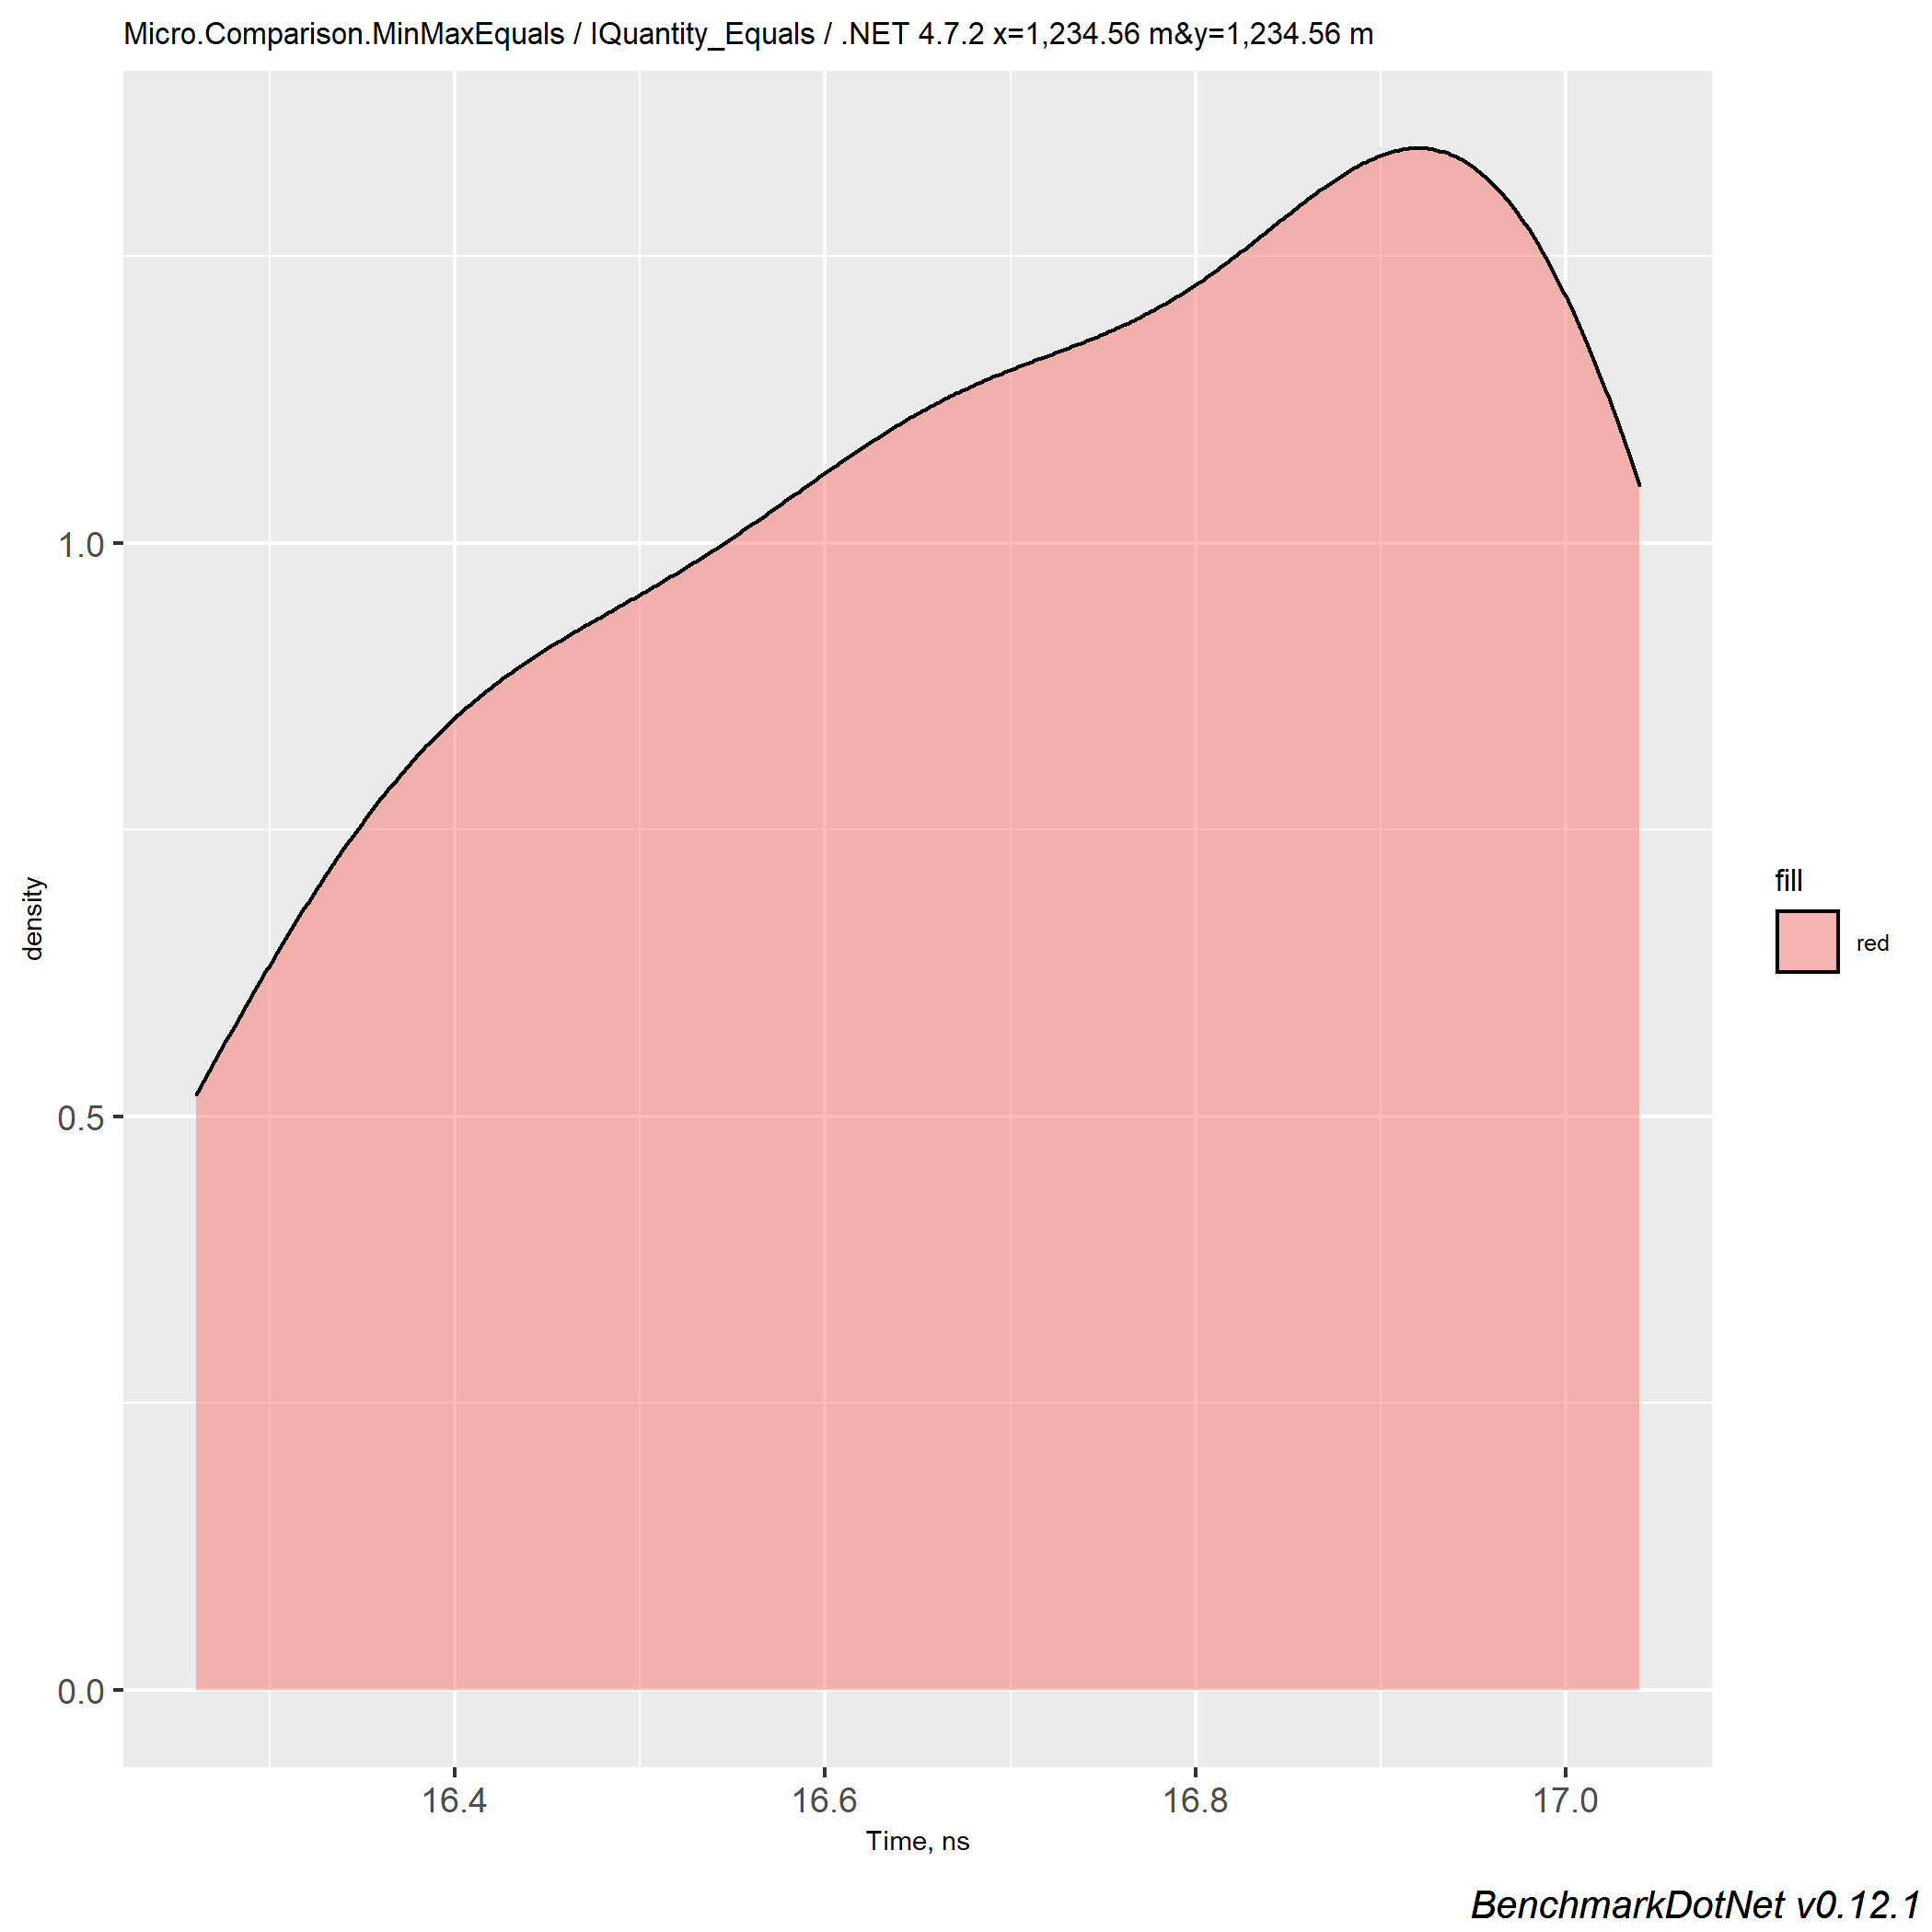 Micro.Comparison.MinMaxEquals / IQuantity_Equals / .NET 4.7.2 x=1,234.56 m&y=1,234.56 m
1.0
0.5
0.0
density
16.4 16.6 16.8 17.0
Time, ns
fill
red
BenchmarkDotNet v0.12.1